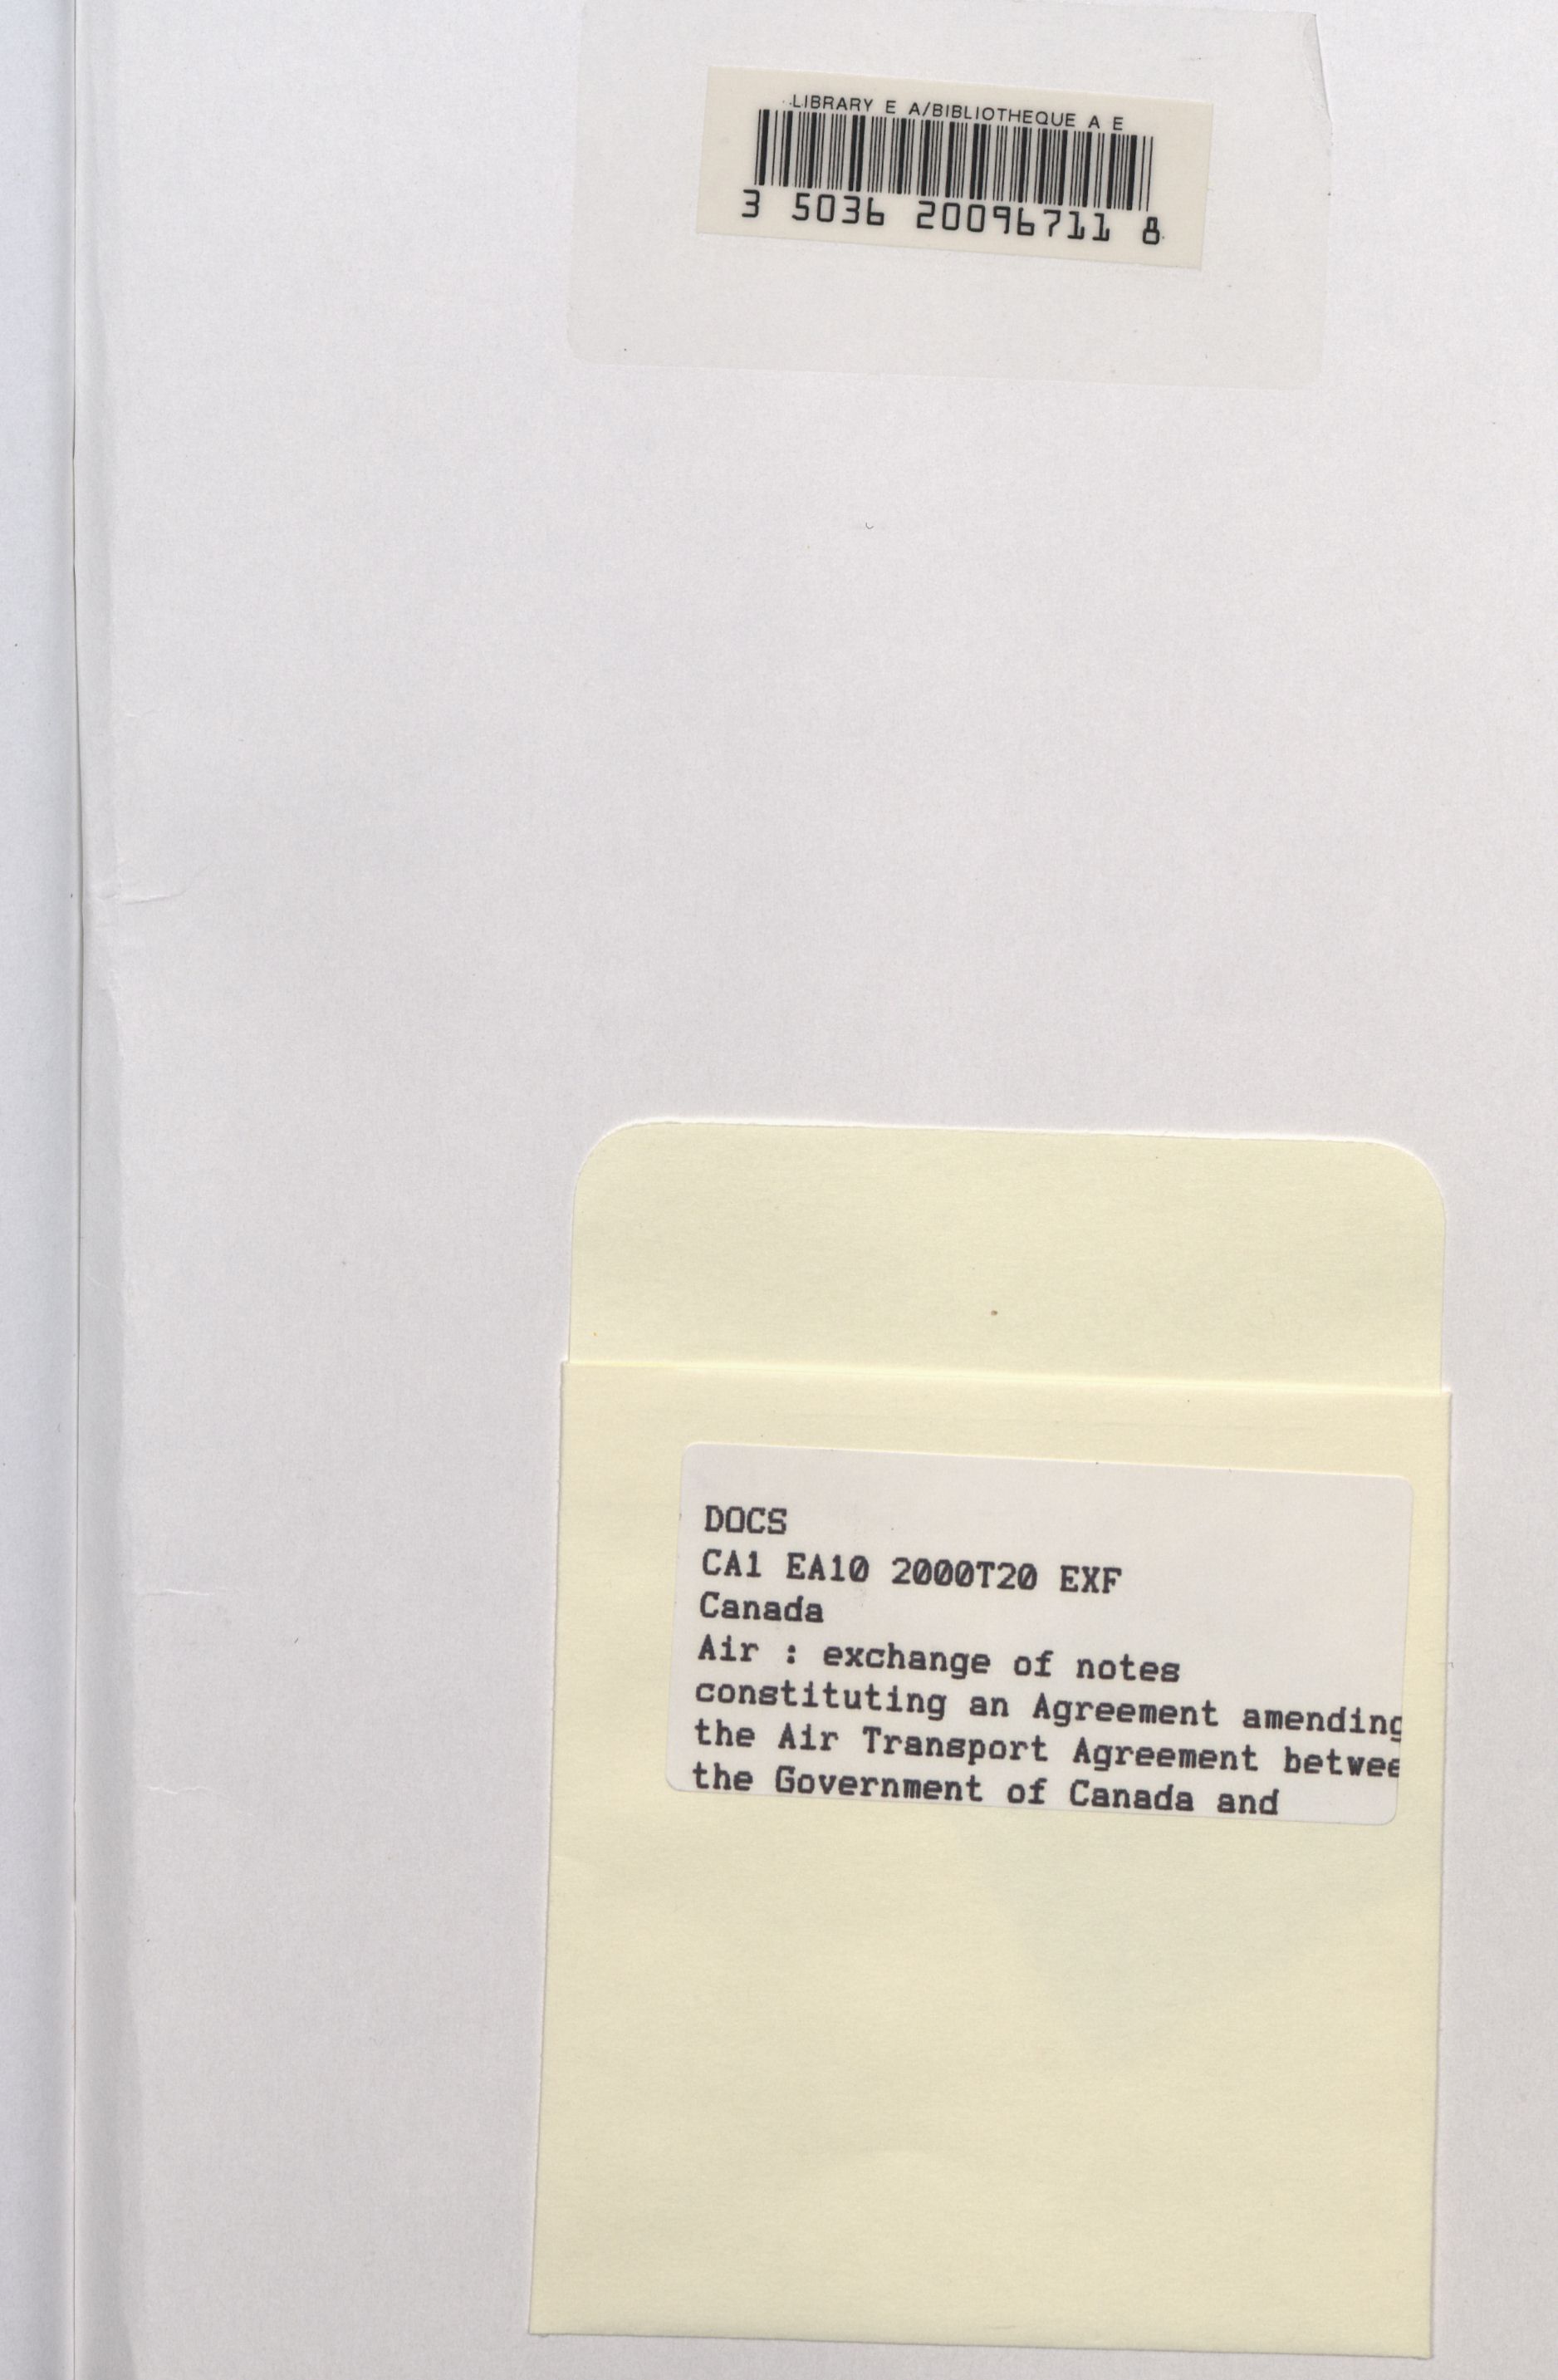 LIBRARY E A/BIBLIOTHEQUE A E
3 5036 20096711 8
DOCS
CA1 EA10 2000T20 EXF
Canada
Air : exchange of notes
constituting an Agreement amending
the Air Transport Agreement betwee
the Government of Canada and